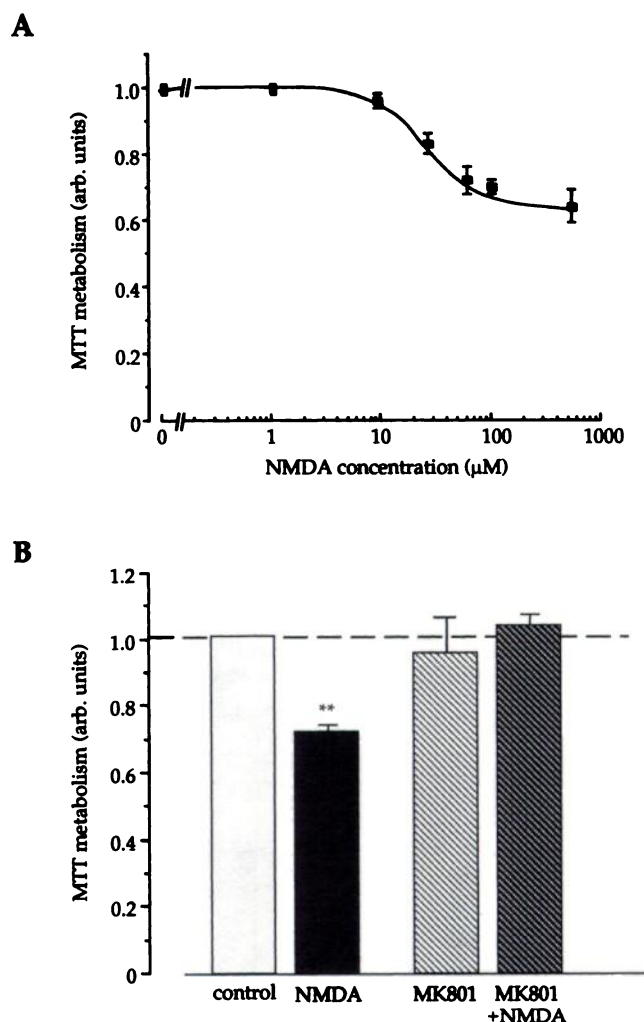 A
MTT metabolism (arb. units)
1.0
0.8
0.6
0.4
0.2
0
0 1 10 100 1000
NMDA concentration (μM)
B
MTT metabolism (arb. units)
1.2
1.0
0.8
0.6
0.4
0.2
0
**
control NMDA MK801 MK801
+NMDA